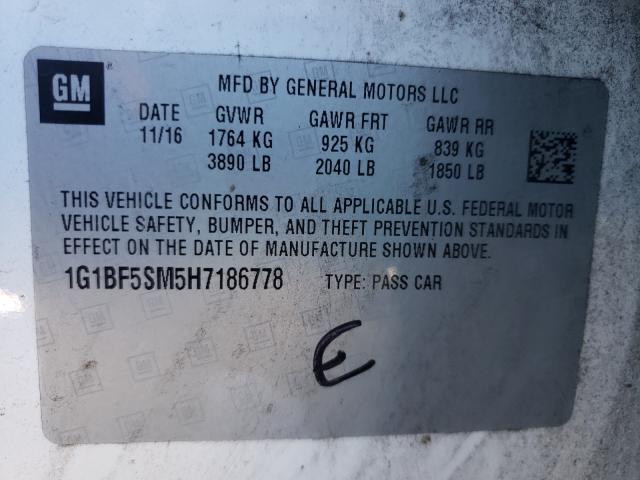 GM
MFD BY GENERAL MOTORS LLC
DATE GVWR GAWR FRT GAWR RR
11/16 1764 KG 925 KG 839 KG
3890 LB 2040 LB 1850 LB
THIS VEHICLE CONFORMS TO ALL APPLICABLE U.S. FEDERAL MOTOR
VEHICLE SAFETY, BUMPER, AND THEFT PREVENTION STANDARDS IN
EFFECT ON THE DATE OF MANUFACTURE SHOWN ABOVE.
1G1BF5SM5H7186778 TYPE: PASS CAR